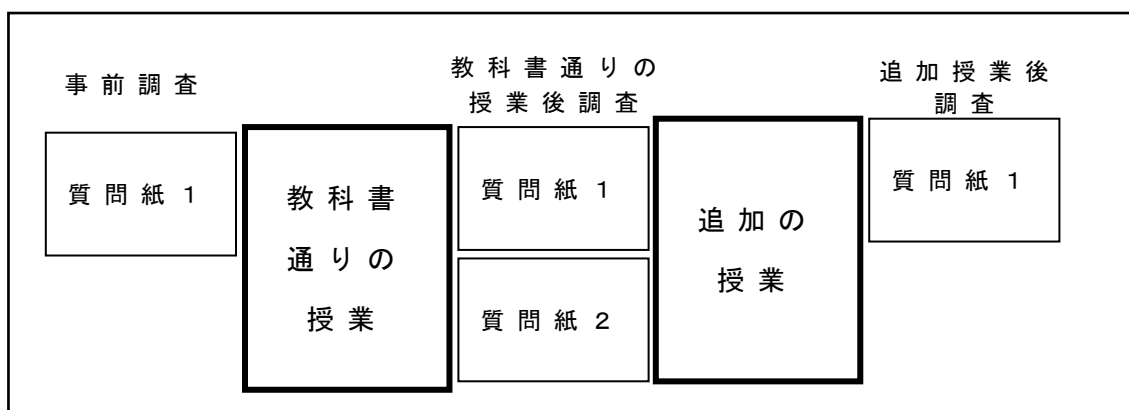 事前調査
質問紙１
教科書
通りの
授業
教科書通りの
授業後調査
質問紙１
質問紙２
追加の
授業
追加授業後
調査
質問紙１